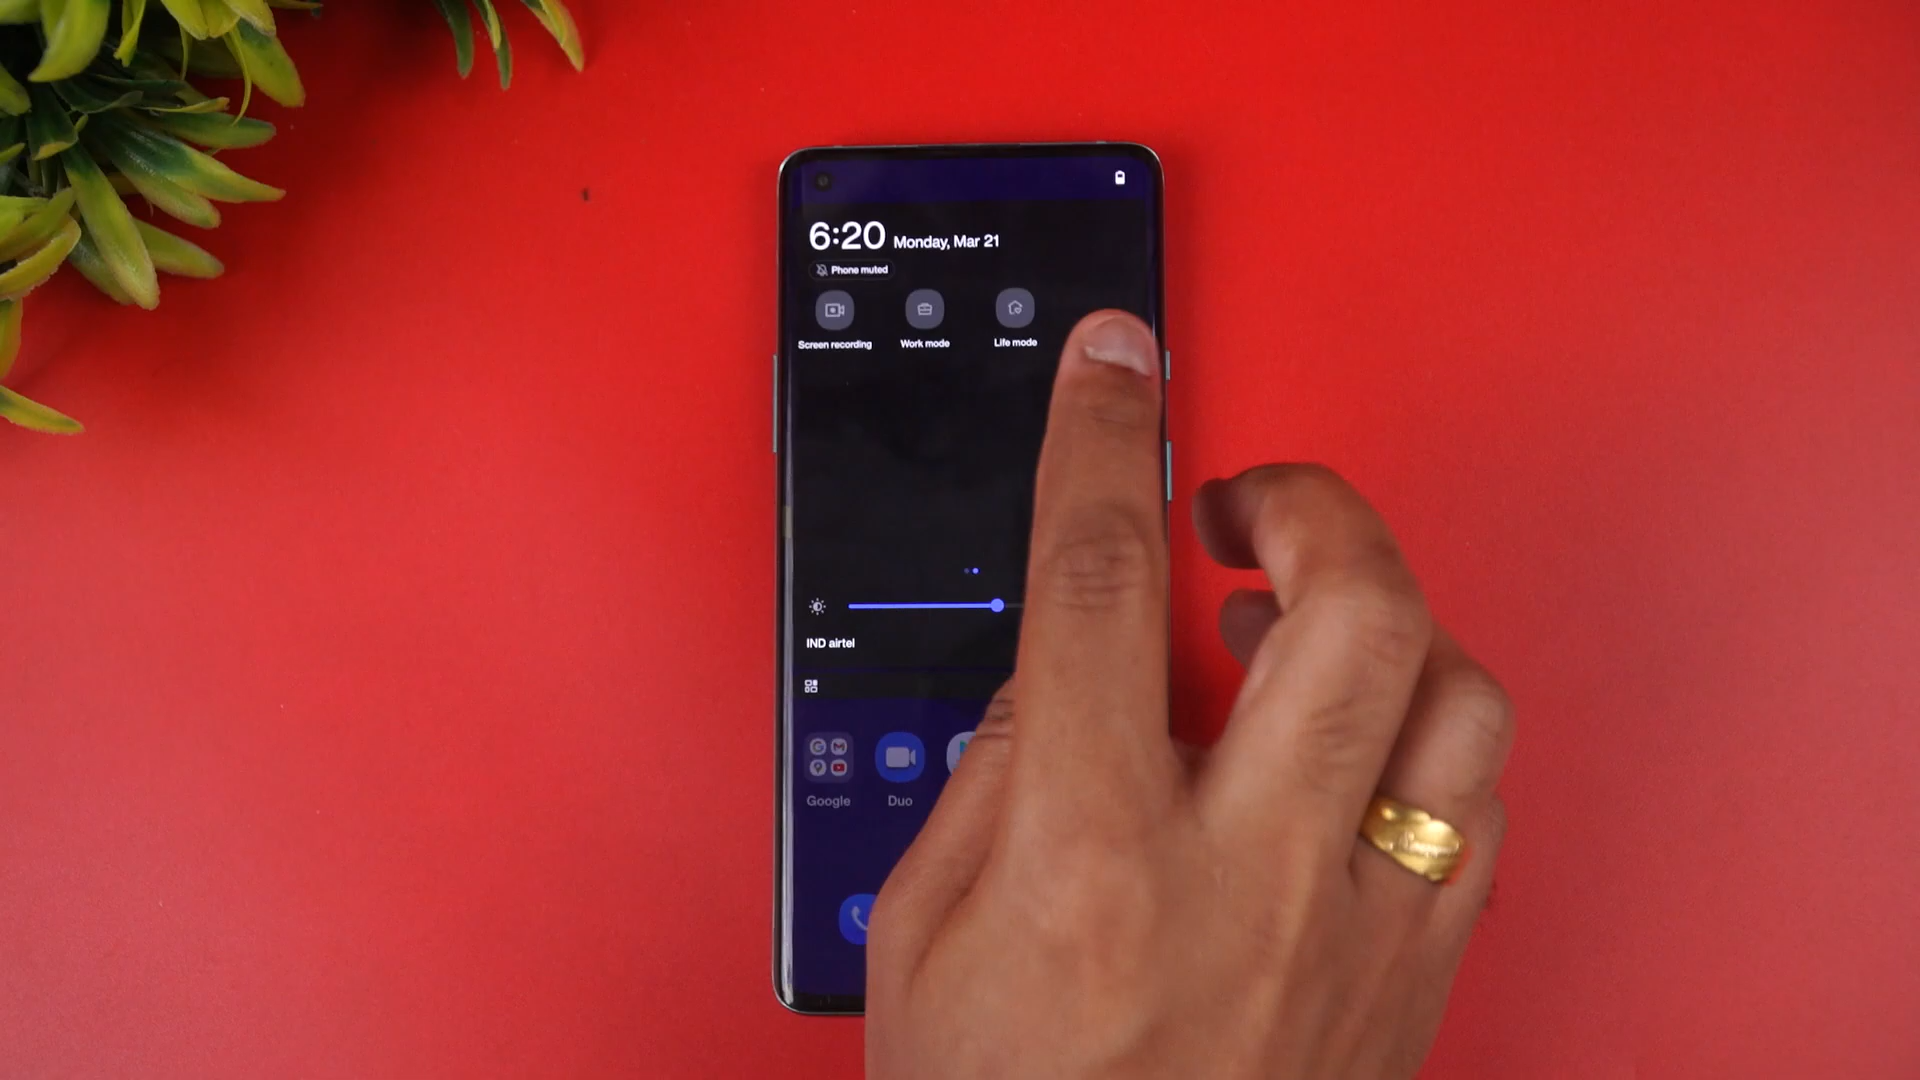 6:20 Monday, Mar 21
Phone muted
Screen recording Work mode Life mode
IND airtel
Google Duo